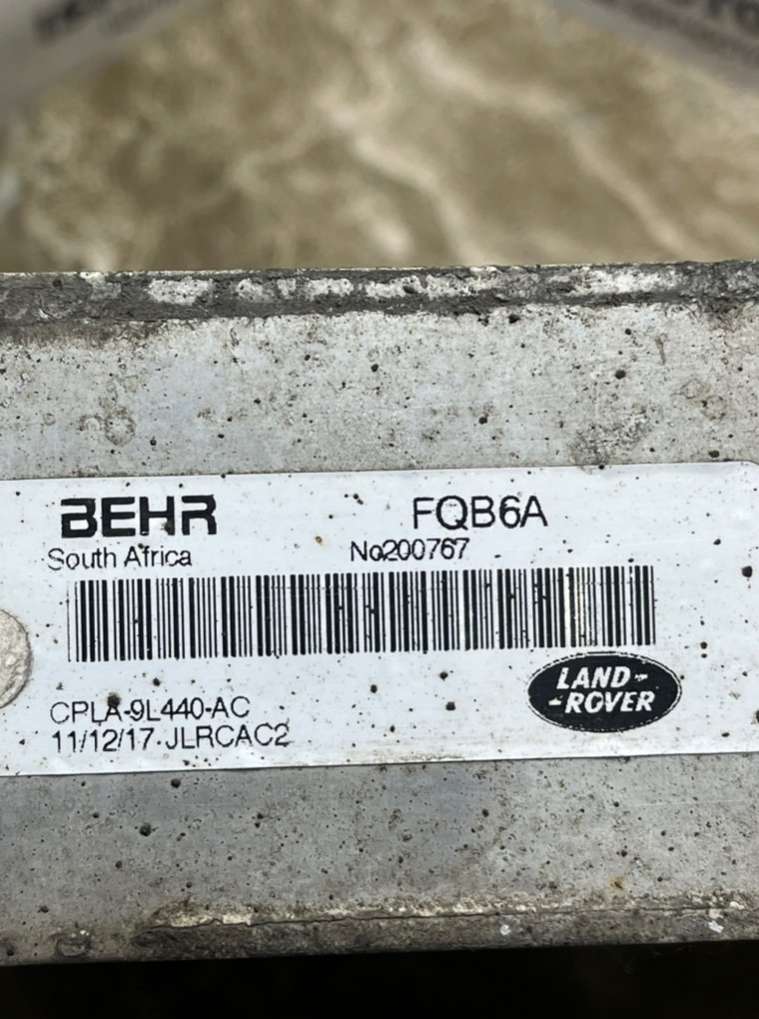 BEHR FQB6A
South Africa No200767
LAND-
-ROVER
CPLA-9L440-AC
11/12/17 JLRCAC2